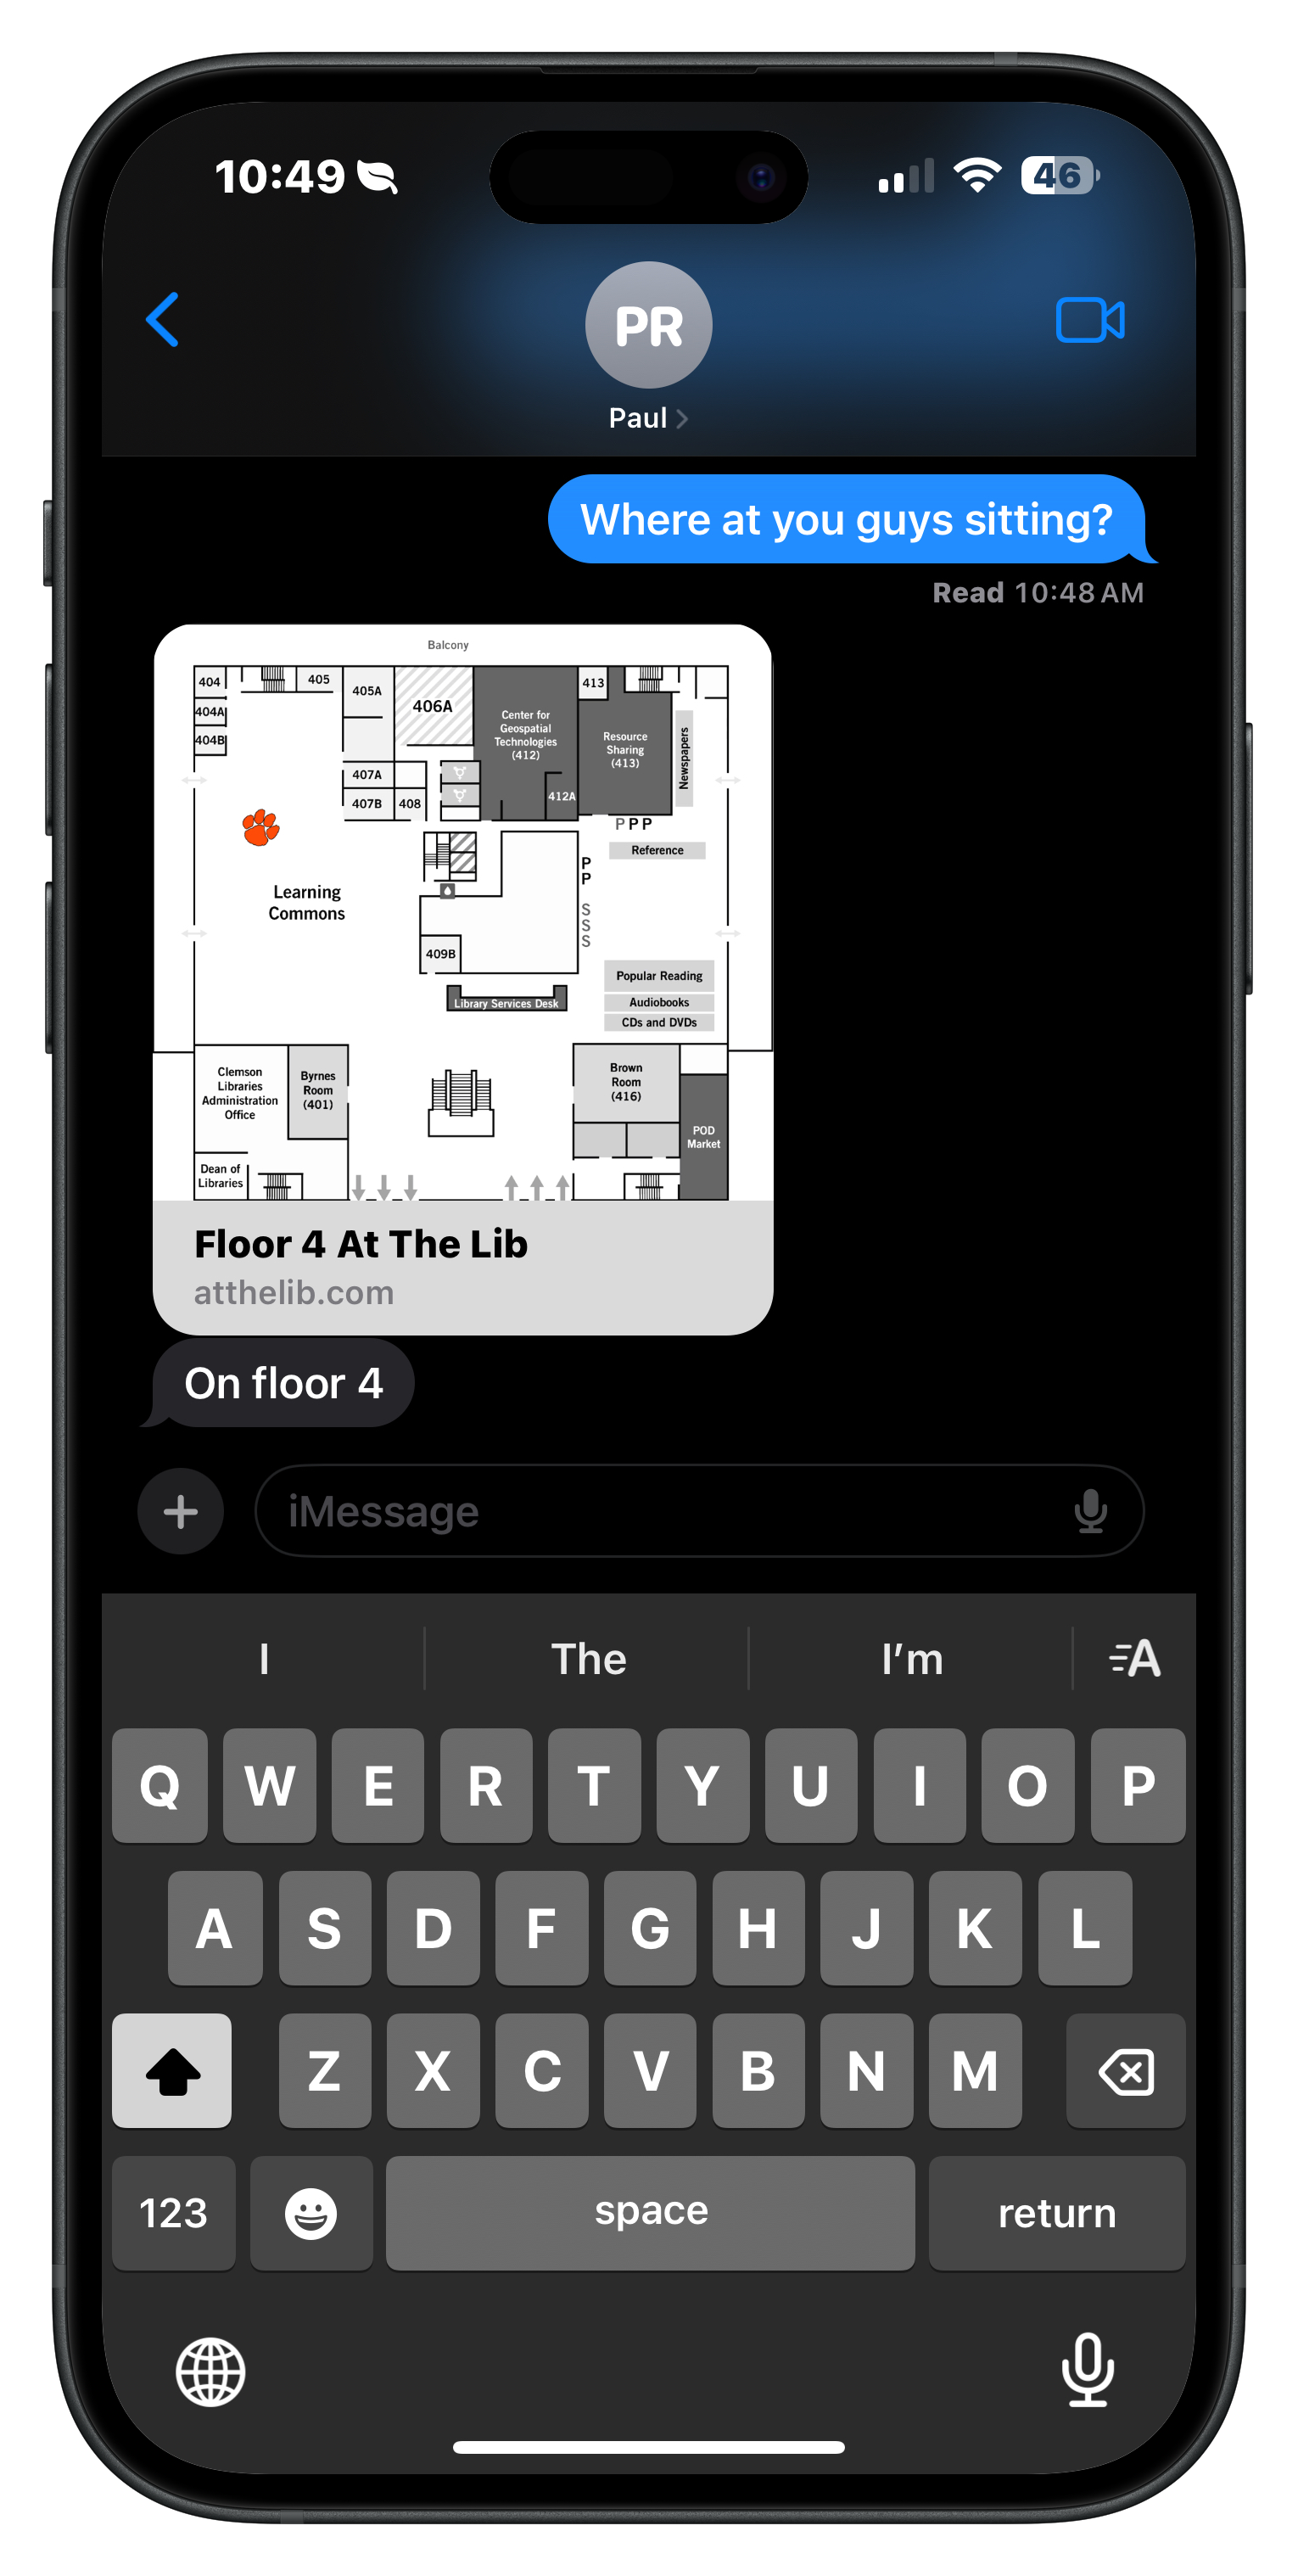 10:49
46
PR
Paul
Where at you guys sitting?
Read 10:48 AM
Balcony
404
404A
404B
405
405A
406A
Center for
Geospatial
Technologies
(412)
412A
413
Resource
Sharing
(413)
Newspapers
407A
407B
408
P P P
Reference
P
P
S
S
S
Learning
Commons
409B
Library Services Desk
Popular Reading
Audiobooks
CDs and DVDs
Clemson
Libraries
Administration
Office
Byrnes
Room
(401)
Brown
Room
(416)
POD
Market
Dean of
Libraries
Floor 4 At The Lib
atthelib.com
On floor 4
iMessage
I The I'm A
Q W E R T Y U I O P
A S D F G H J K L
Z X C V B N M
123 space return